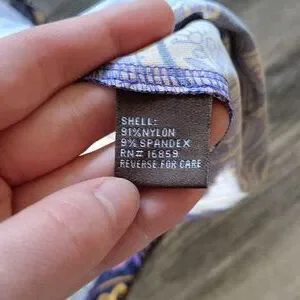 SHELL:
91% NYLON
9% SPANDEX
RN# 16859
REVERSE FOR CARE